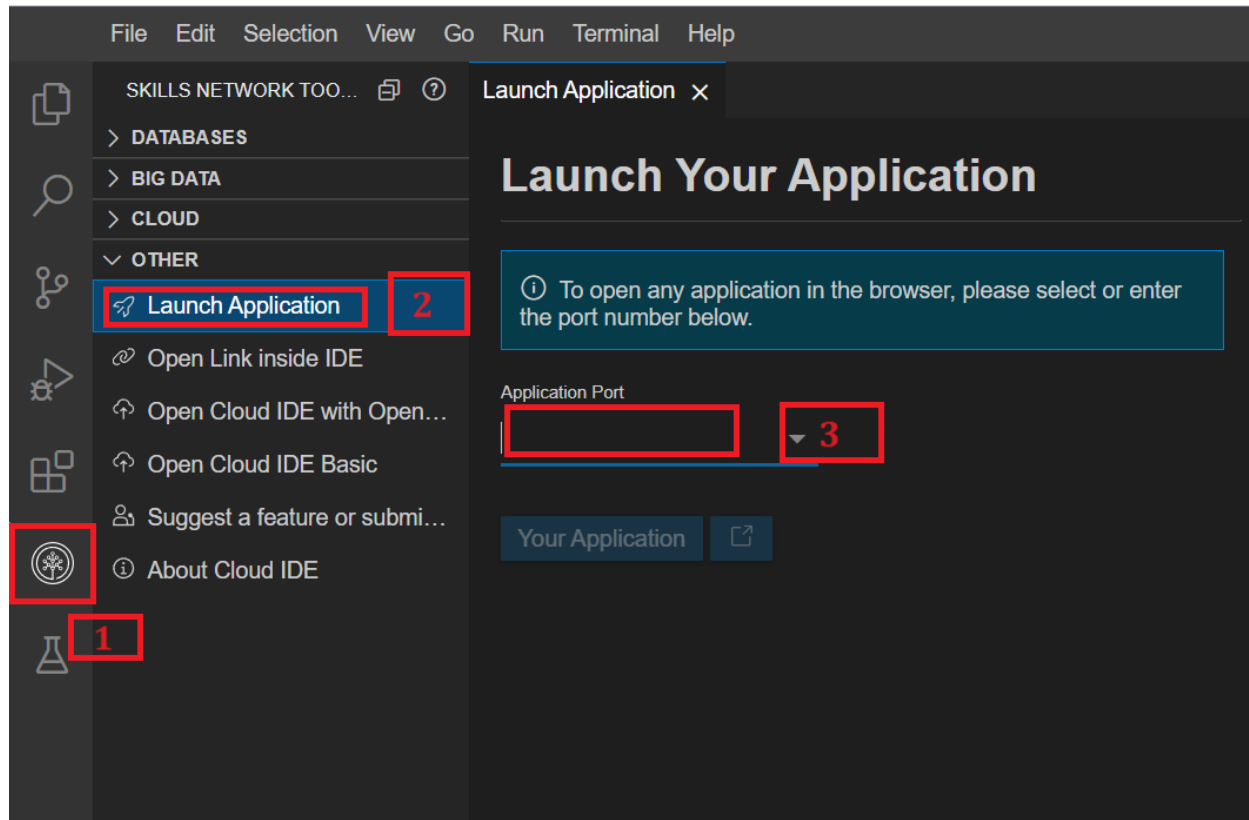 File Edit Selection View Go Run Terminal Help
SKILLS NETWORK TOO...
DATABASES
BIG DATA
CLOUD
OTHER
Launch Application 2
Open Link inside IDE
Open Cloud IDE with Open...
Open Cloud IDE Basic
Suggest a feature or submi...
About Cloud IDE
1
Launch Application
Launch Your Application
To open any application in the browser, please select or enter
the port number below.
Application Port
3
Your Application